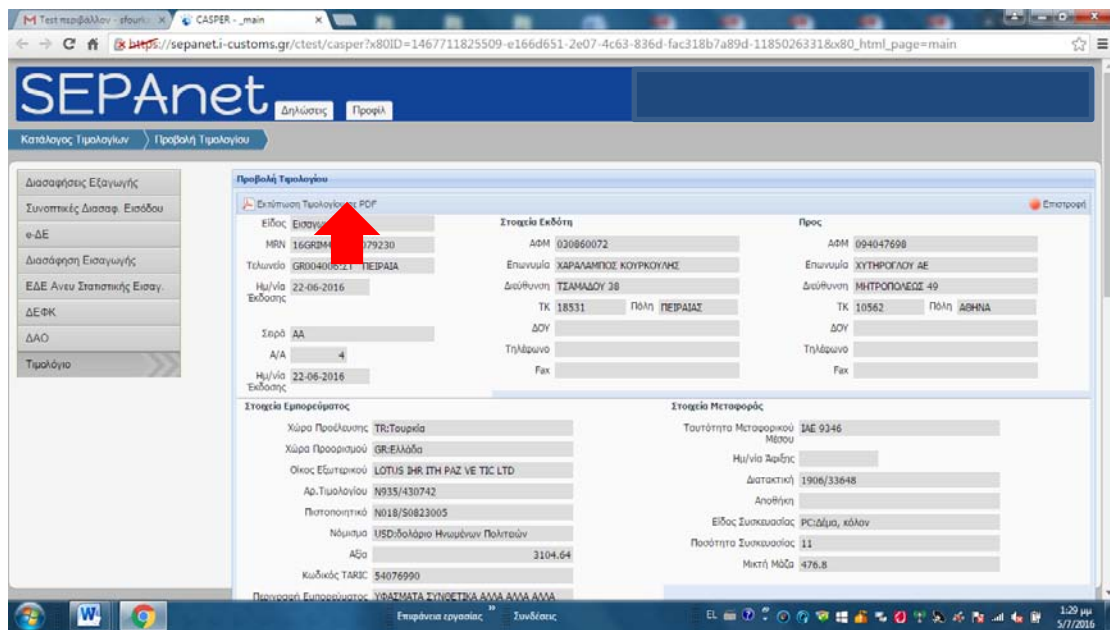 M Test περιβάλλον - sfourk
CASPER - _main
https://sepanet.i-customs.gr/ctest/casper?x80ID=1467711825509-e166d651-2e07-4c63-836d-fac318b7a89d-1185026331&x80_html_page=main
SEPAnet
Δηλώσεις Προφίλ
Κατάλογος Τιμολογίων Προβολή Τιμολογίου
Διασαφήσεις Εξαγωγής
Συνοπτικές Διασαφ. Εισόδου
e-ΔΕ
Διασάφηση Εισαγωγής
ΕΔΕ Ανευ Στατιστικής Εισαγ.
ΔΕΦΚ
ΔΑΟ
Τιμολόγιο
Προβολή Τιμολογίου
Εκτύπωση Τιμολογίου σε PDF Επιστροφή
Είδος
MRN 079230
Τελωνείο ΠΕΙΡΑΙΑ
Ημ/νία Έκδοσης 22-06-2016
Σειρά AA
Α/Α 4
Ημ/νία Έκδοσης 22-06-2016
Στοιχεία Εκδότη
ΑΦΜ 030860072
Επωνυμία ΧΑΡΑΛΑΜΠΟΣ ΚΟΥΡΚΟΥΛΗΣ
Διεύθυνση ΤΣΑΜΑΔΟΥ 38
ΤΚ 18531 Πόλη ΠΕΙΡΑΙΑΣ
ΔΟΥ
Τηλέφωνο
Fax
Προς
ΑΦΜ 094047698
Επωνυμία ΧΥΤΗΡΟΓΛΟΥ ΑΕ
Διεύθυνση ΜΗΤΡΟΠΟΛΕΩΣ 49
ΤΚ 10562 Πόλη ΑΘΗΝΑ
ΔΟΥ
Τηλέφωνο
Fax
Στοιχεία Εμπορεύματος
Χώρα Προέλευσης TR:Τουρκία
Χώρα Προορισμού GR:Ελλάδα
Οίκος Εξωτερικού LOTUS IHR ITH PAZ VE TIC LTD
Αρ.Τιμολογίου N935/430742
Πιστοποιητικό N018/S0823005
Νόμισμα USD:δολάριο Ηνωμένων Πολιτειών
Αξία 3104.64
Κωδικός TARIC 54076990
Περιγραφή Εμπορεύματος ΥΦΑΣΜΑΤΑ ΣΥΝΘΕΤΙΚΑ ΑΛΛΑ ΑΛΛΑ ΑΛΛΑ
Στοιχεία Μεταφοράς
Ταυτότητα Μεταφορικού Μέσου IAE 9346
Ημ/νία Άφιξης
Διατακτική 1906/33648
Αποθήκη
Είδος Συσκευασίας PC:Δέμα, κόλον
Ποσότητα Συσκευασίας 11
Μικτή Μάζα 476.8
Επιφάνεια εργασίας Συνδέσεις EL 1:29 μμ
5/7/2016